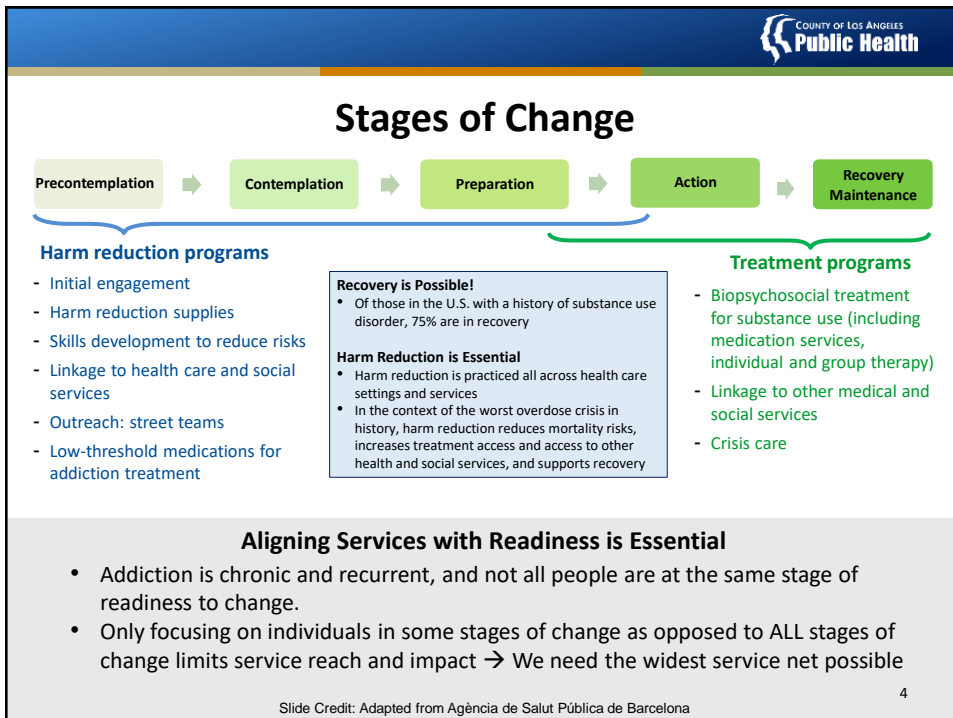 COUNTY OF LOS ANGELES
Public Health
Stages of Change
Precontemplation
Contemplation
Preparation
Action
Recovery
Maintenance
Harm reduction programs
- Initial engagement
- Harm reduction supplies
- Skills development to reduce risks
- Linkage to health care and social
services
- Outreach: street teams
- Low-threshold medications for
addiction treatment
Recovery is Possible!
• Of those in the U.S. with a history of substance use
disorder, 75% are in recovery
Harm Reduction is Essential
• Harm reduction is practiced all across health care
settings and services
• In the context of the worst overdose crisis in
history, harm reduction reduces mortality risks,
increases treatment access and access to other
health and social services, and supports recovery
Treatment programs
- Biopsychosocial treatment
for substance use (including
medication services,
individual and group therapy)
- Linkage to other medical and
social services
- Crisis care
Aligning Services with Readiness is Essential
• Addiction is chronic and recurrent, and not all people are at the same stage of
readiness to change.
• Only focusing on individuals in some stages of change as opposed to ALL stages of
change limits service reach and impact → We need the widest service net possible
4
Slide Credit: Adapted from Agència de Salut Pública de Barcelona